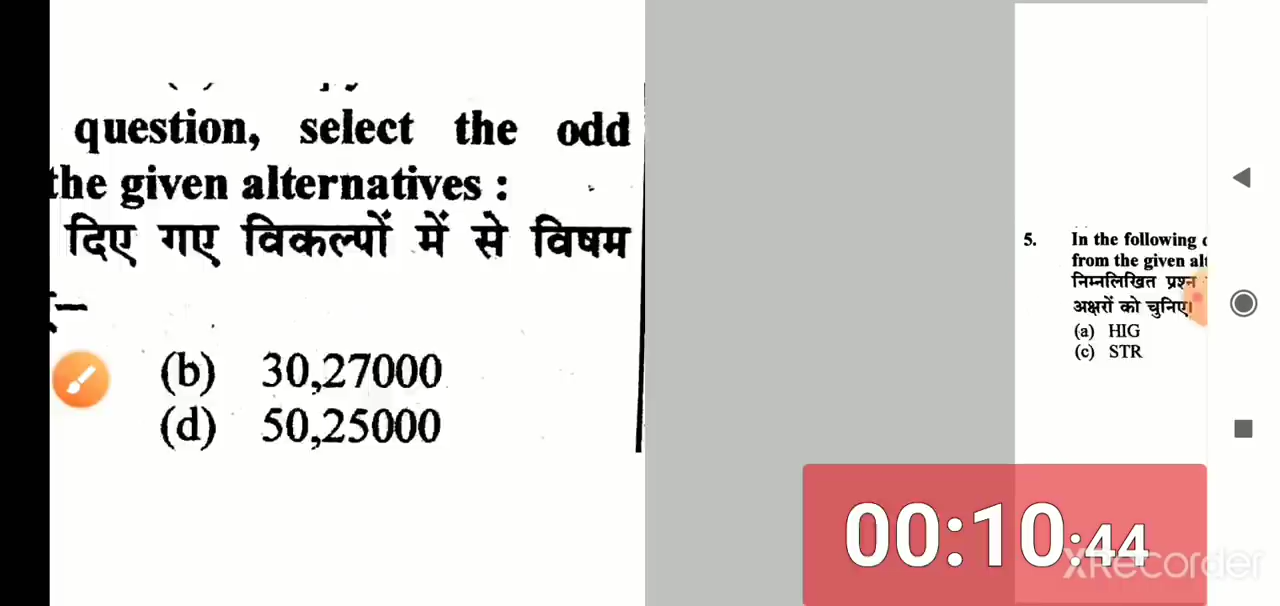 question, select the odd
the given alternatives :
दिए गए विकल्पों में से विषम
(b) 30,27000
(d) 50,25000
5. In the following
from the given
निम्नलिखित प्रश्न
अक्षरों को चुनिए।
(a) HIG
(c) STR
00:10:44
XRecorder